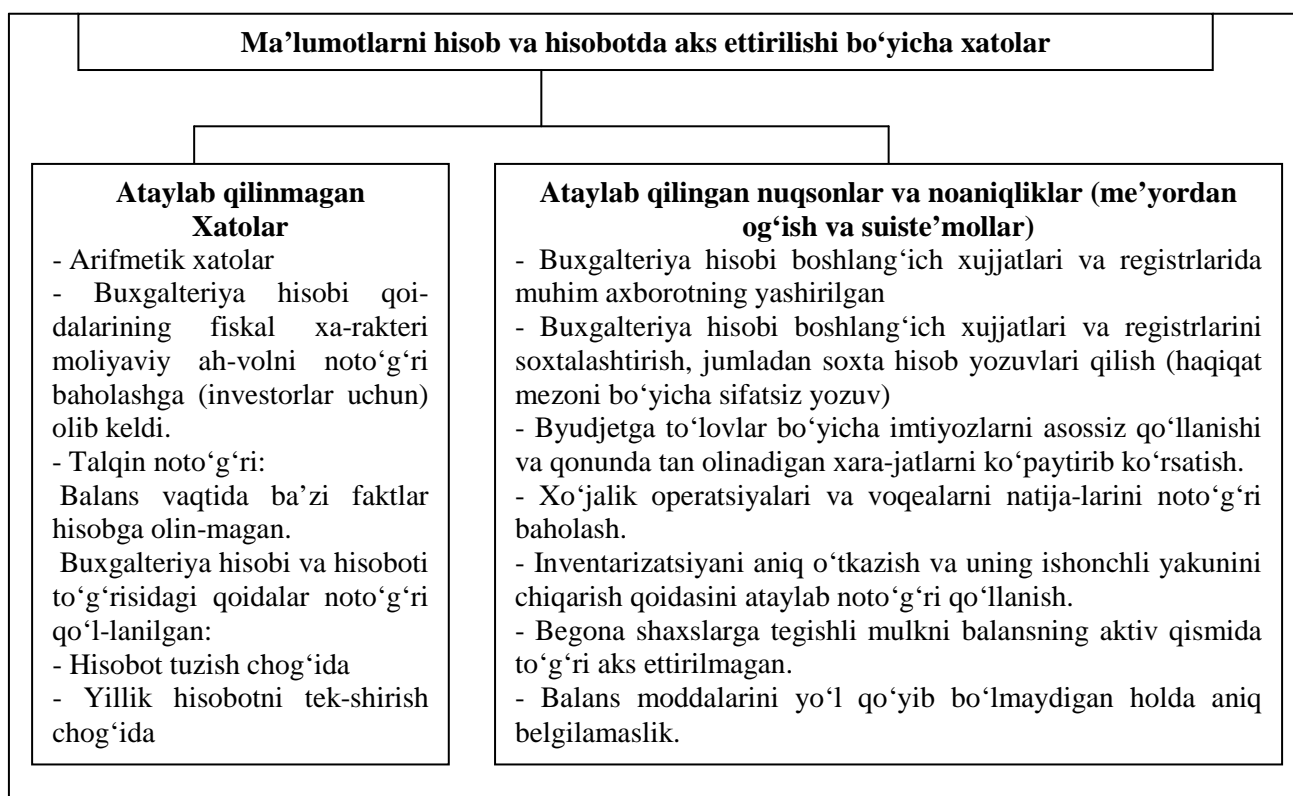 Ma’lumotlarni hisob va hisobotda aks ettirilishi bo‘yicha xatolar
Ataylab qilinmagan
Xatolar
- Arifmetik xatolar
- Buxgalteriya hisobi qoi-
dalarining fiskal xa-rakteri
moliyaviy ah-volni noto‘g‘ri
baholashga (investorlar uchun)
olib keldi.
- Talqin noto‘g‘ri:
Balans vaqtida ba’zi faktlar
hisobga olin-magan.
Buxgalteriya hisobi va hisoboti
to‘g‘risidagi qoidalar noto‘g‘ri
qo‘l-lanilgan:
- Hisobot tuzish chog‘ida
- Yillik hisobotni tek-shirish
chog‘ida
Ataylab qilingan nuqsonlar va noaniqliklar (me’yordan
og‘ish va suiste’mollar)
- Buxgalteriya hisobi boshlang‘ich xujjatlari va registrlarida
muhim axborotning yashirilgan
- Buxgalteriya hisobi boshlang‘ich xujjatlari va registrlarini
soxtalashtirish, jumladan soxta hisob yozuvlari qilish (haqiqat
mezoni bo‘yicha sifatsiz yozuv)
- Byudjetga to‘lovlar bo‘yicha imtiyozlarni asossiz qo‘llanishi
va qonunda tan olinadigan xara-jatlarni ko‘paytirib ko‘rsatish.
- Xo‘jalik operatsiyalari va voqealarni natija-larini noto‘g‘ri
baholash.
- Inventarizatsiyani aniq o‘tkazish va uning ishonchli yakunini
chiqarish qoidasini ataylab noto‘g‘ri qo‘llanish.
- Begona shaxslarga tegishli mulkni balansning aktiv qismida
to‘g‘ri aks ettirilmagan.
- Balans moddalarini yo‘l qo‘yib bo‘lmaydigan holda aniq
belgilamaslik.